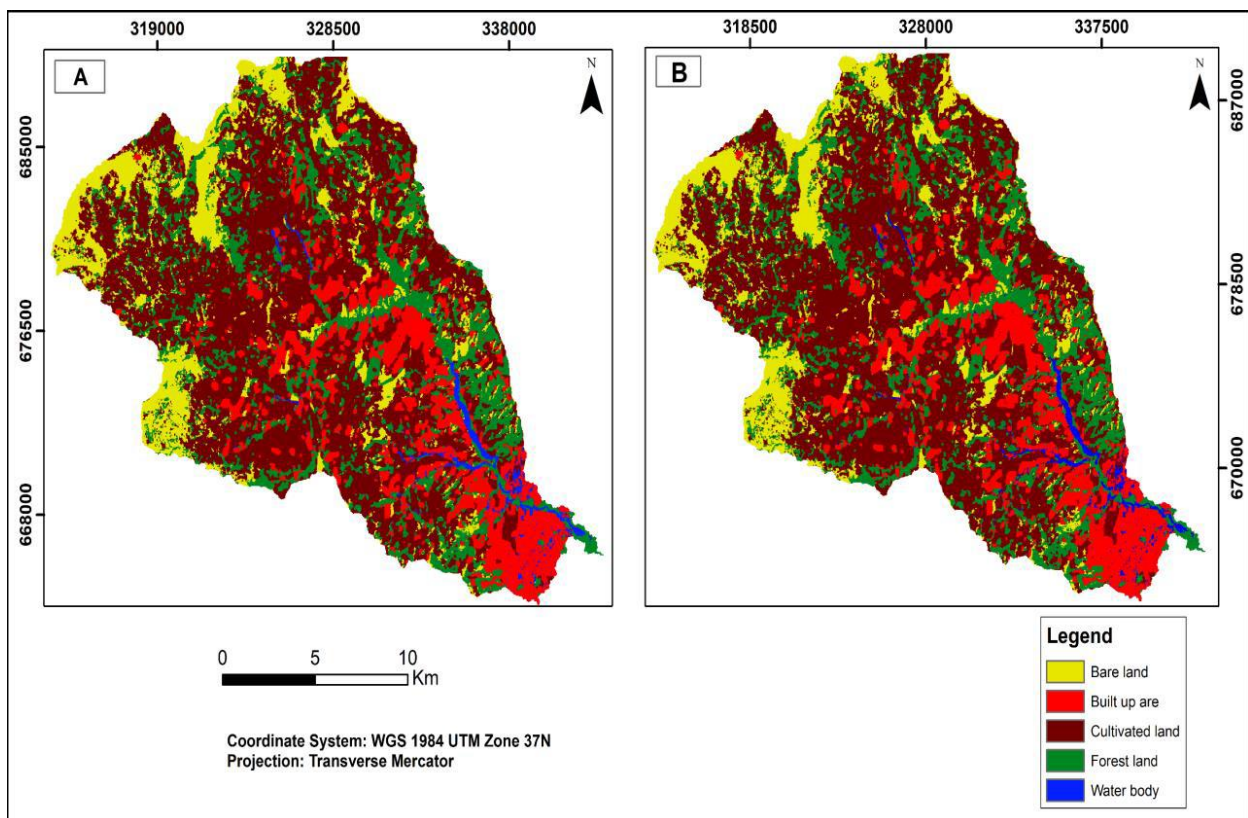 319000 328500 338000
318500 328000 337500
A
N
B
N
685000
676500
668000
687000
678500
670000
0 5 10
Km
Coordinate System: WGS 1984 UTM Zone 37N
Projection: Transverse Mercator
Legend
Bare land
Built up are
Cultivated land
Forest land
Water body